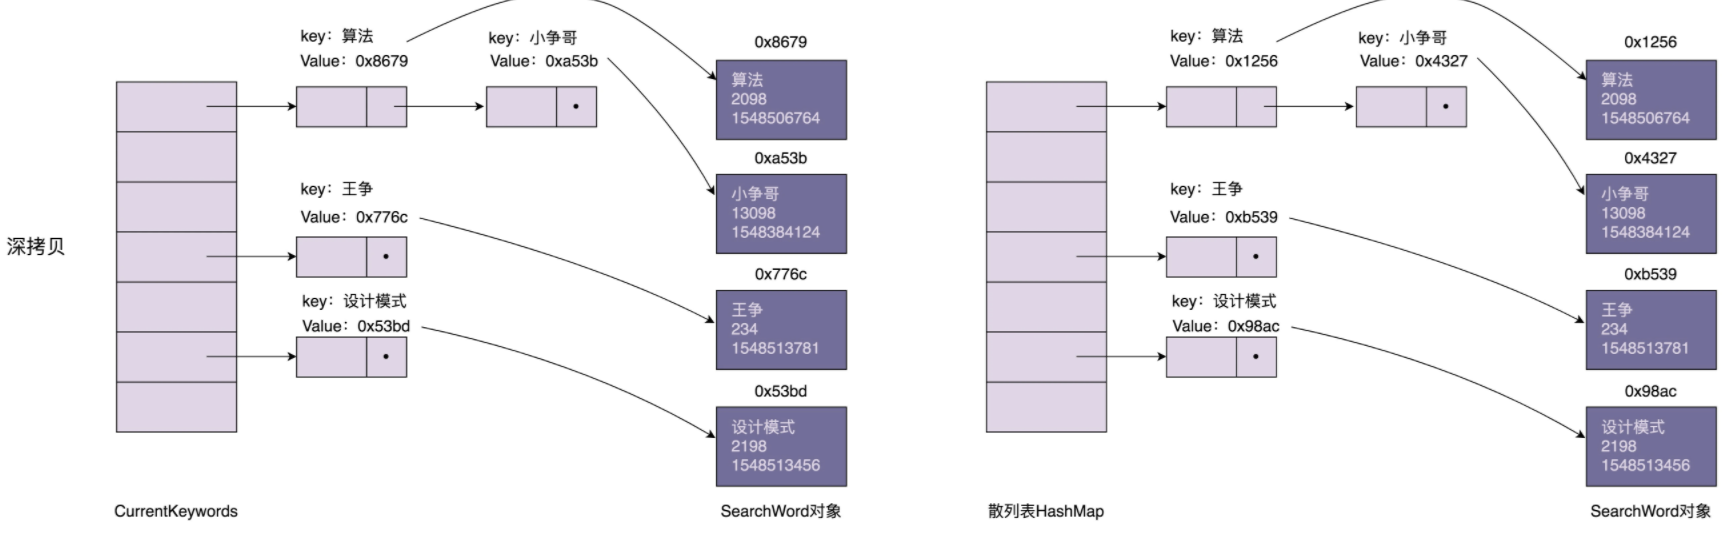 深拷贝
key：算法
Value：0x8679
key：小争哥
Value：0xa53b
0x8679
算法
2098
1548506764
0xa53b
小争哥
13098
1548384124
key：王争
Value：0x776c
0x776c
王争
234
1548513781
key：设计模式
Value：0x53bd
0x53bd
设计模式
2198
1548513456
CurrentKeywords
SearchWord对象
key：算法
Value：0x1256
key：小争哥
Value：0x4327
0x1256
算法
2098
1548506764
0x4327
小争哥
13098
1548384124
key：王争
Value：0xb539
0xb539
王争
234
1548513781
key：设计模式
Value：0x98ac
0x98ac
设计模式
2198
1548513456
散列表HashMap
SearchWord对象